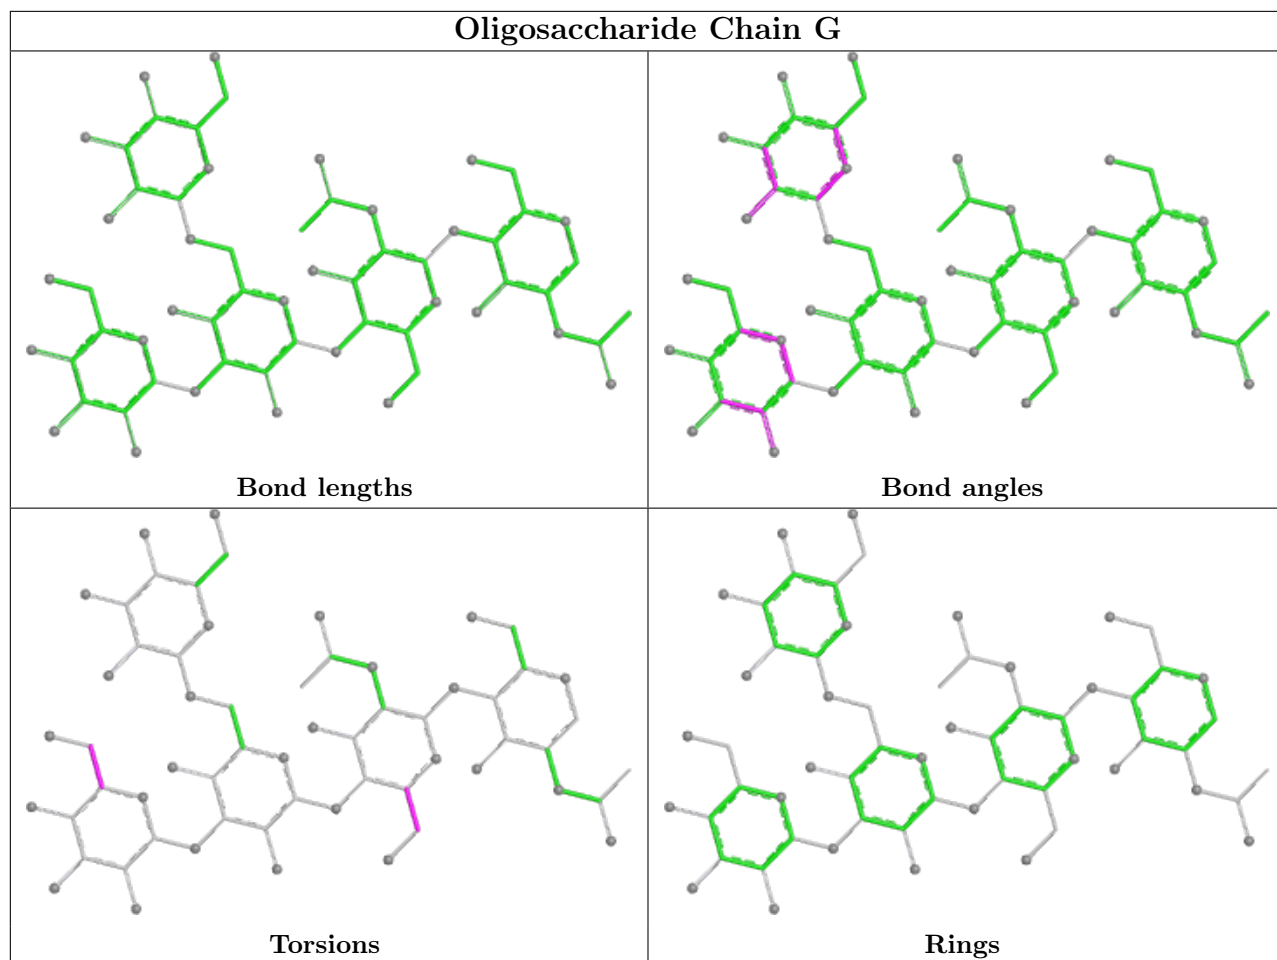 Oligosaccharide Chain G
Bond lengths
Bond angles
Torsions
Rings